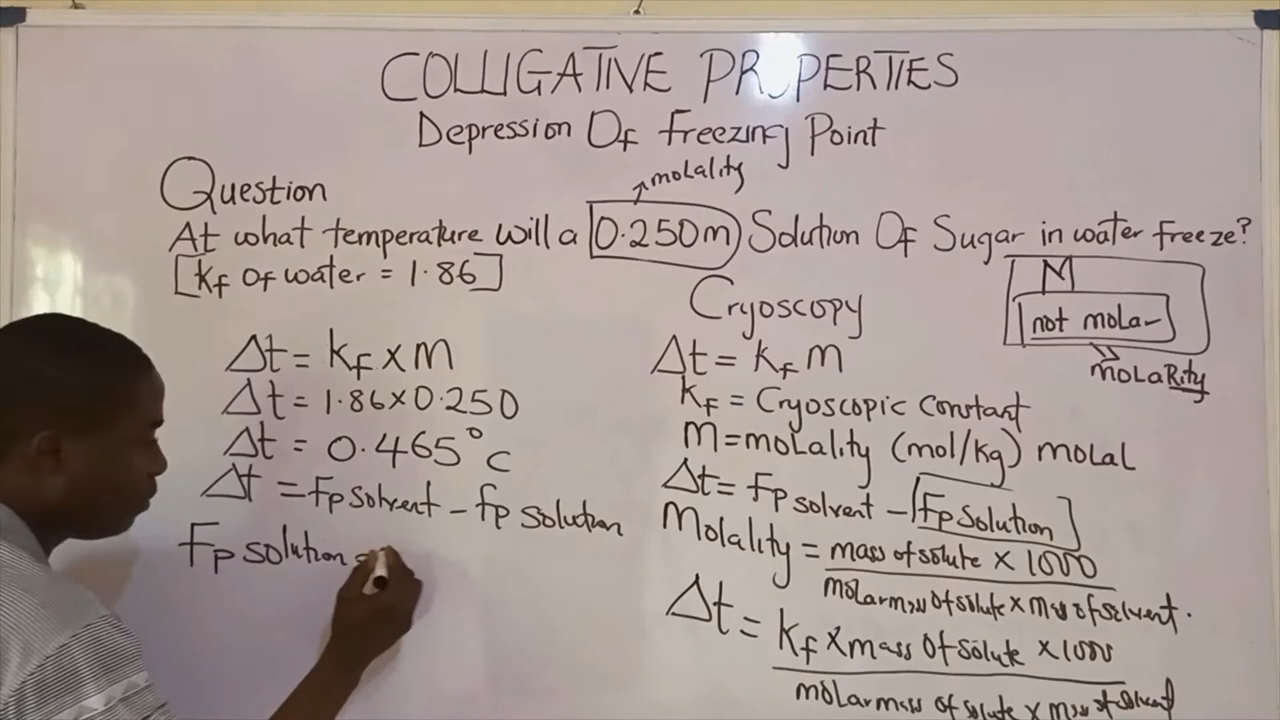 COLLIGATIVE PROPERTIES
Depression Of Freezing Point
molality
Question
At what temperature will a 0.250m Solution Of Sugar in water freeze?
[Kf Of water = 1.86]
Δt = Kf x M
Δt = 1.86 x 0.250
Δt = 0.465°c
Δt = Fp solvent - fp solution
Fp solution =
Cryoscopy
Δt = Kf M
Kf = Cryoscopic Constant
M = moLaLity (mol/kg) moLaL
Δt = Fp solvent - Fp Solution
Molality = mass of solute x 1000
molar mass Of solute x mass of solvent.
Δt = Kf x mass Of solute x 1000
molar mass of solute x mass of solvent
M
not molar
moLaRity